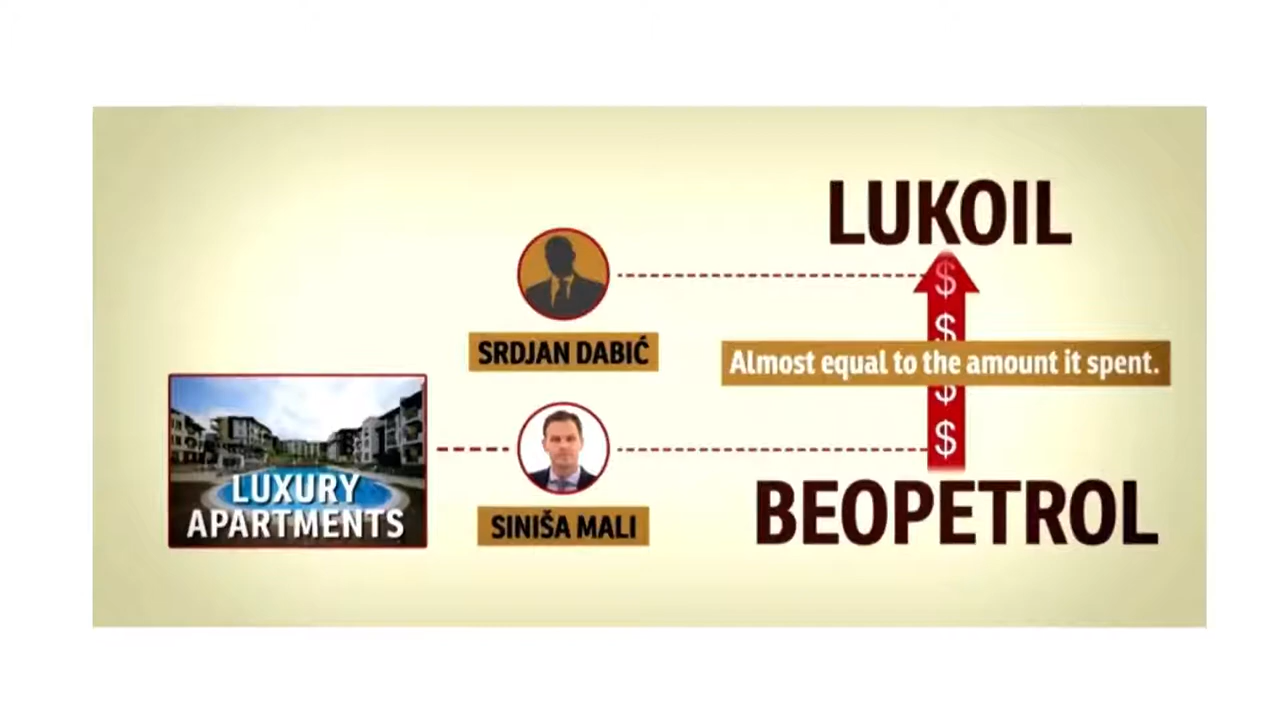 LUKOIL
$
$
SRDJAN DABIĆ
Almost equal to the amount it spent.
$
$
LUXURY
APARTMENTS
SINIŠA MALI
BEOPETROL